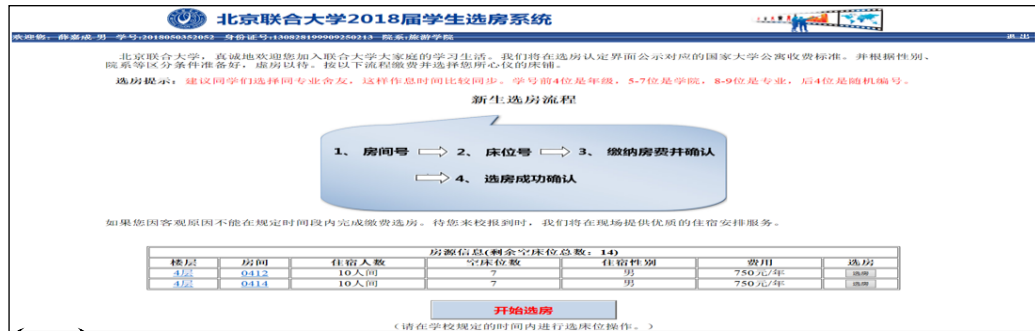 北京联合大学2018届学生选房系统
欢迎您：薛嘉成-男 学号:2018050352052 身份证号:130828199909250213 院系:旅游学院 退 出
北京联合大学，真诚地欢迎您加入联合大学大家庭的学习生活。我们将在选房认定界面公示对应的国家大学公寓收费标准。并根据性别、
院系等区分条件准备好，虚房以待。按以下流程缴费并选择您所心仪的床铺。
选房提示：建议同学们选择同专业舍友，这样作息时间比较同步。学号前4位是年级，5-7位是学院，8-9位是专业，后4位是随机编号。
新生选房流程
1、 房间号 2、 床位号 3、 缴纳房费并确认
4、 选房成功确认
如果您因客观原因不能在规定时间段内完成缴费选房。待您来校报到时，我们将在现场提供优质的住宿安排服务。
房源信息(剩余空床位总数：14)
楼层 房间 住宿人数 空床位数 住宿性别 费用 选房
4层 0412 10人间 7 男 750元/年 选房
4层 0414 10人间 7 男 750元/年 选房
开始选房
（请在学校规定的时间内进行选床位操作。）